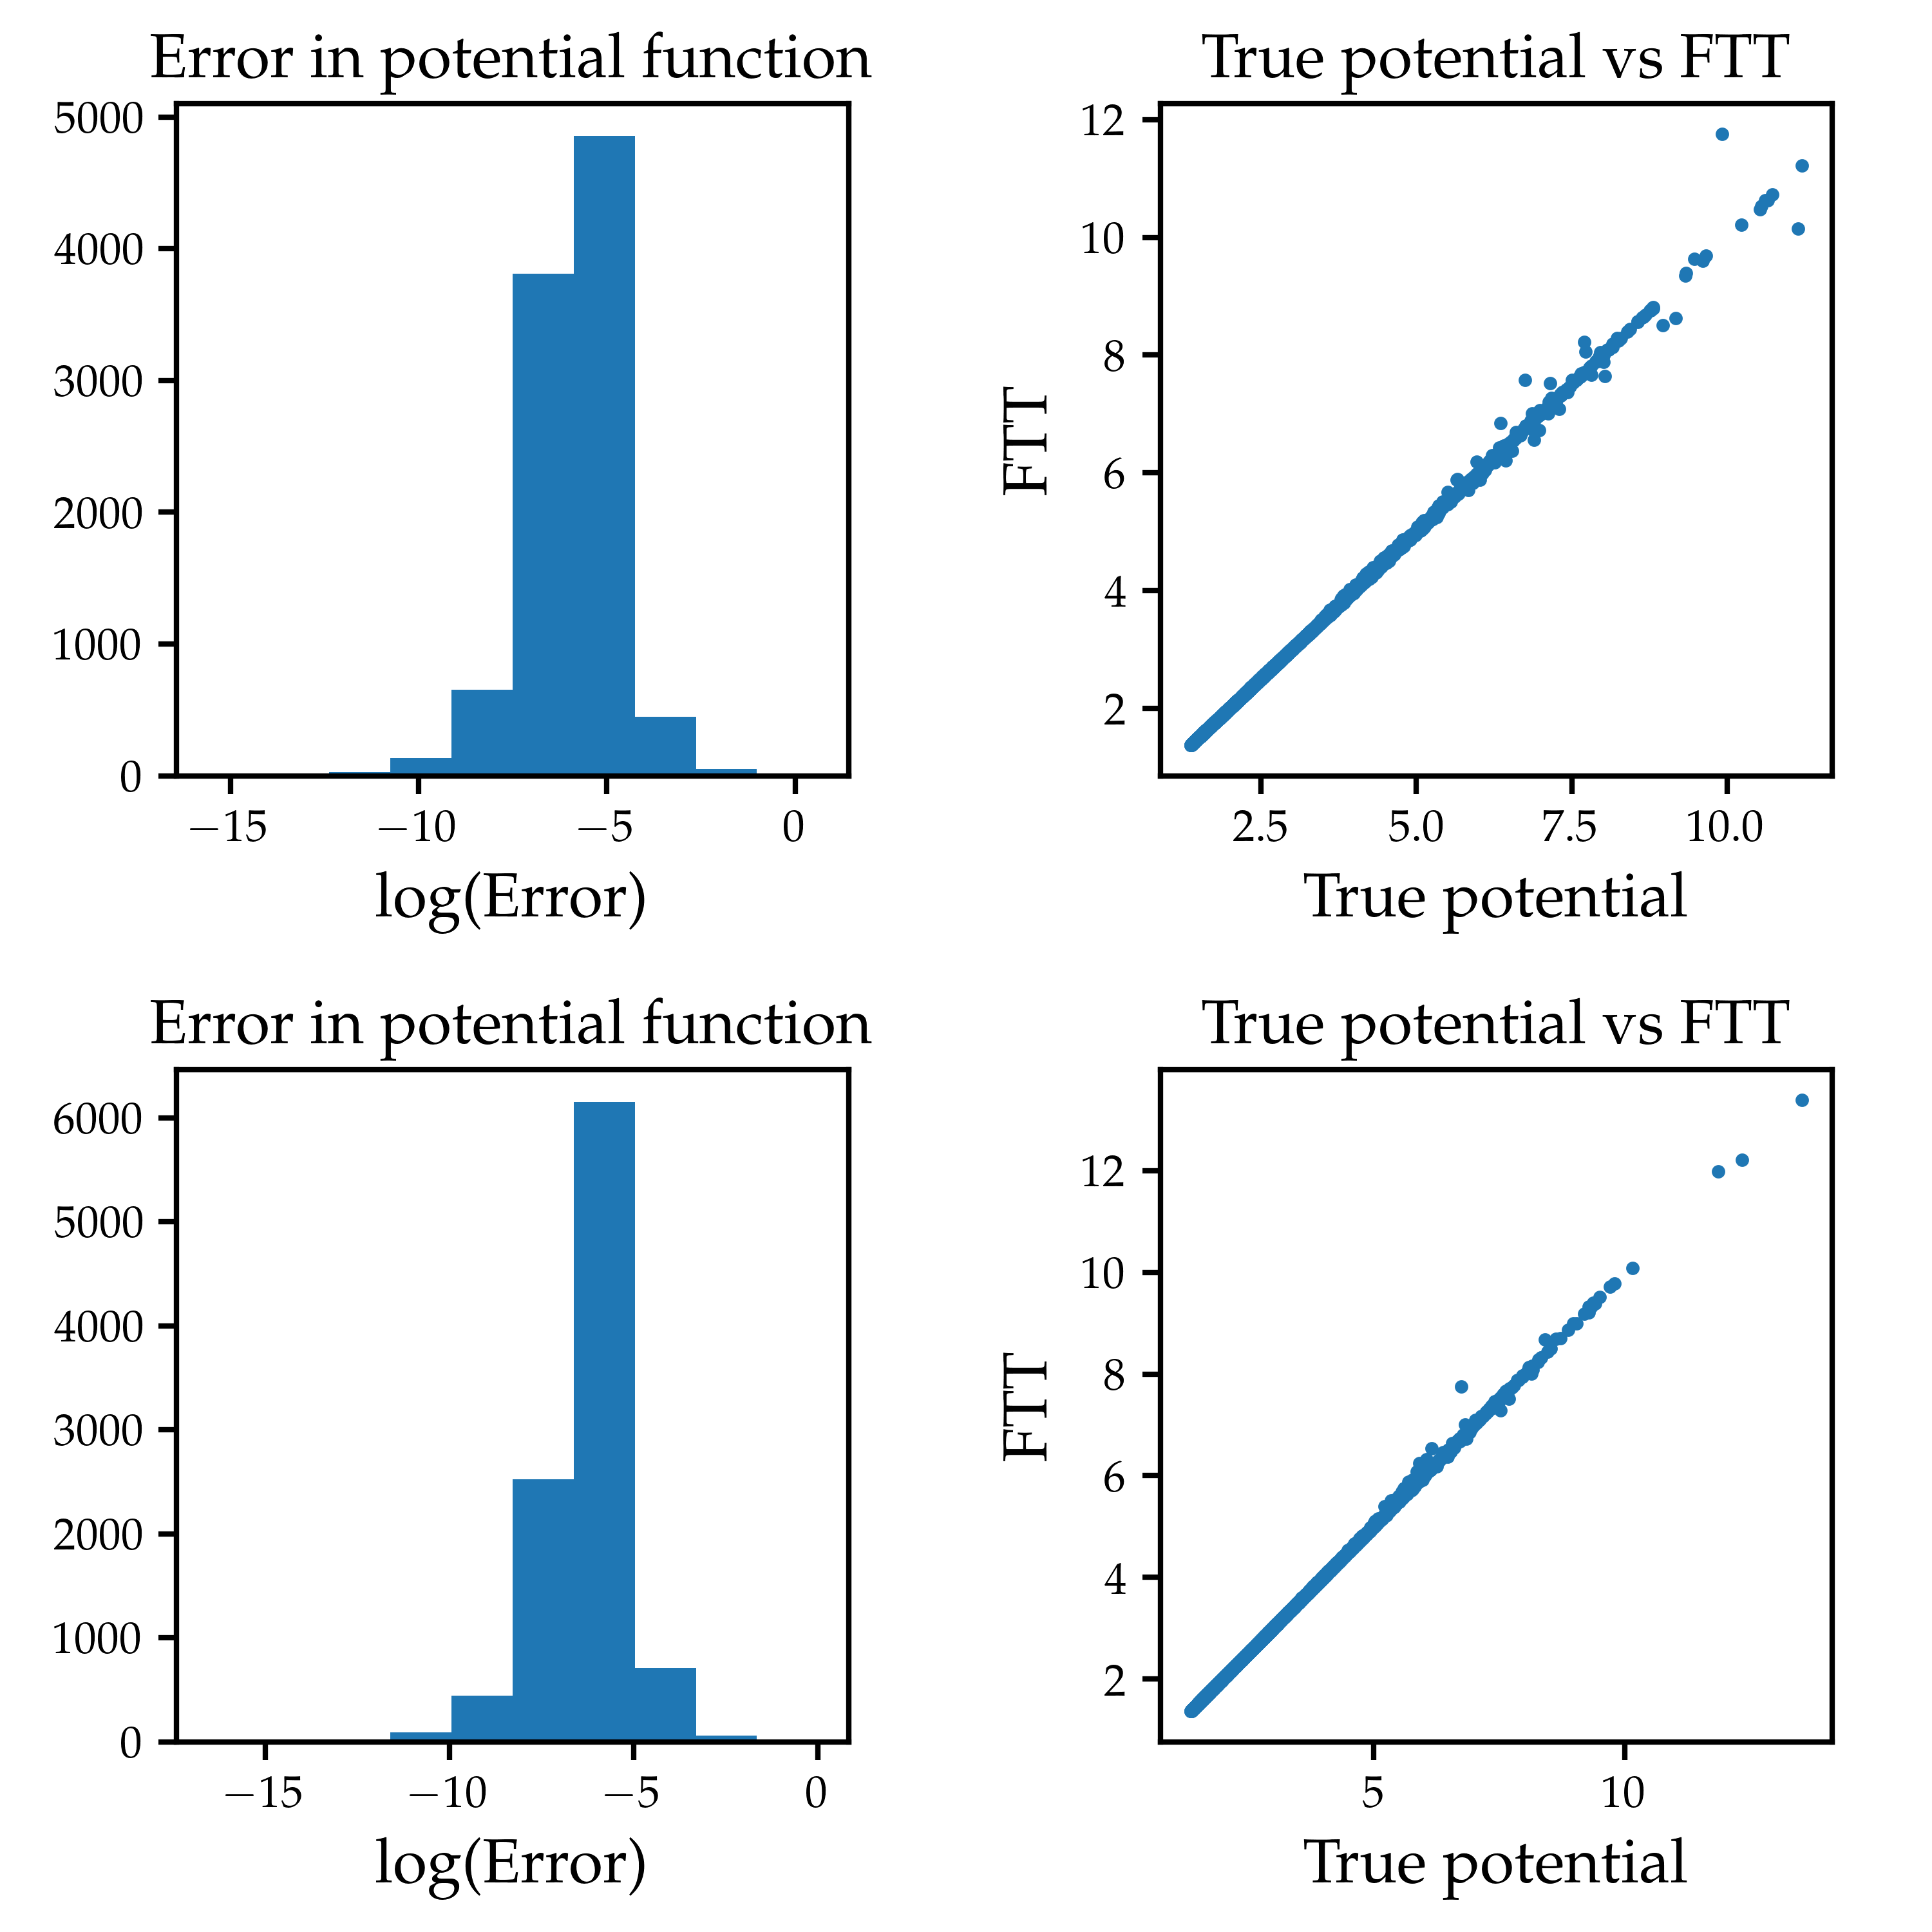 Error in potential function
5000
4000
3000
2000
1000
0
−15 −10 −5 0
log(Error)
True potential vs FTT
12
10
8
6
4
2
FTT
2.5 5.0 7.5 10.0
True potential
Error in potential function
6000
5000
4000
3000
2000
1000
0
−15 −10 −5 0
log(Error)
True potential vs FTT
12
10
8
6
4
2
FTT
5 10
True potential